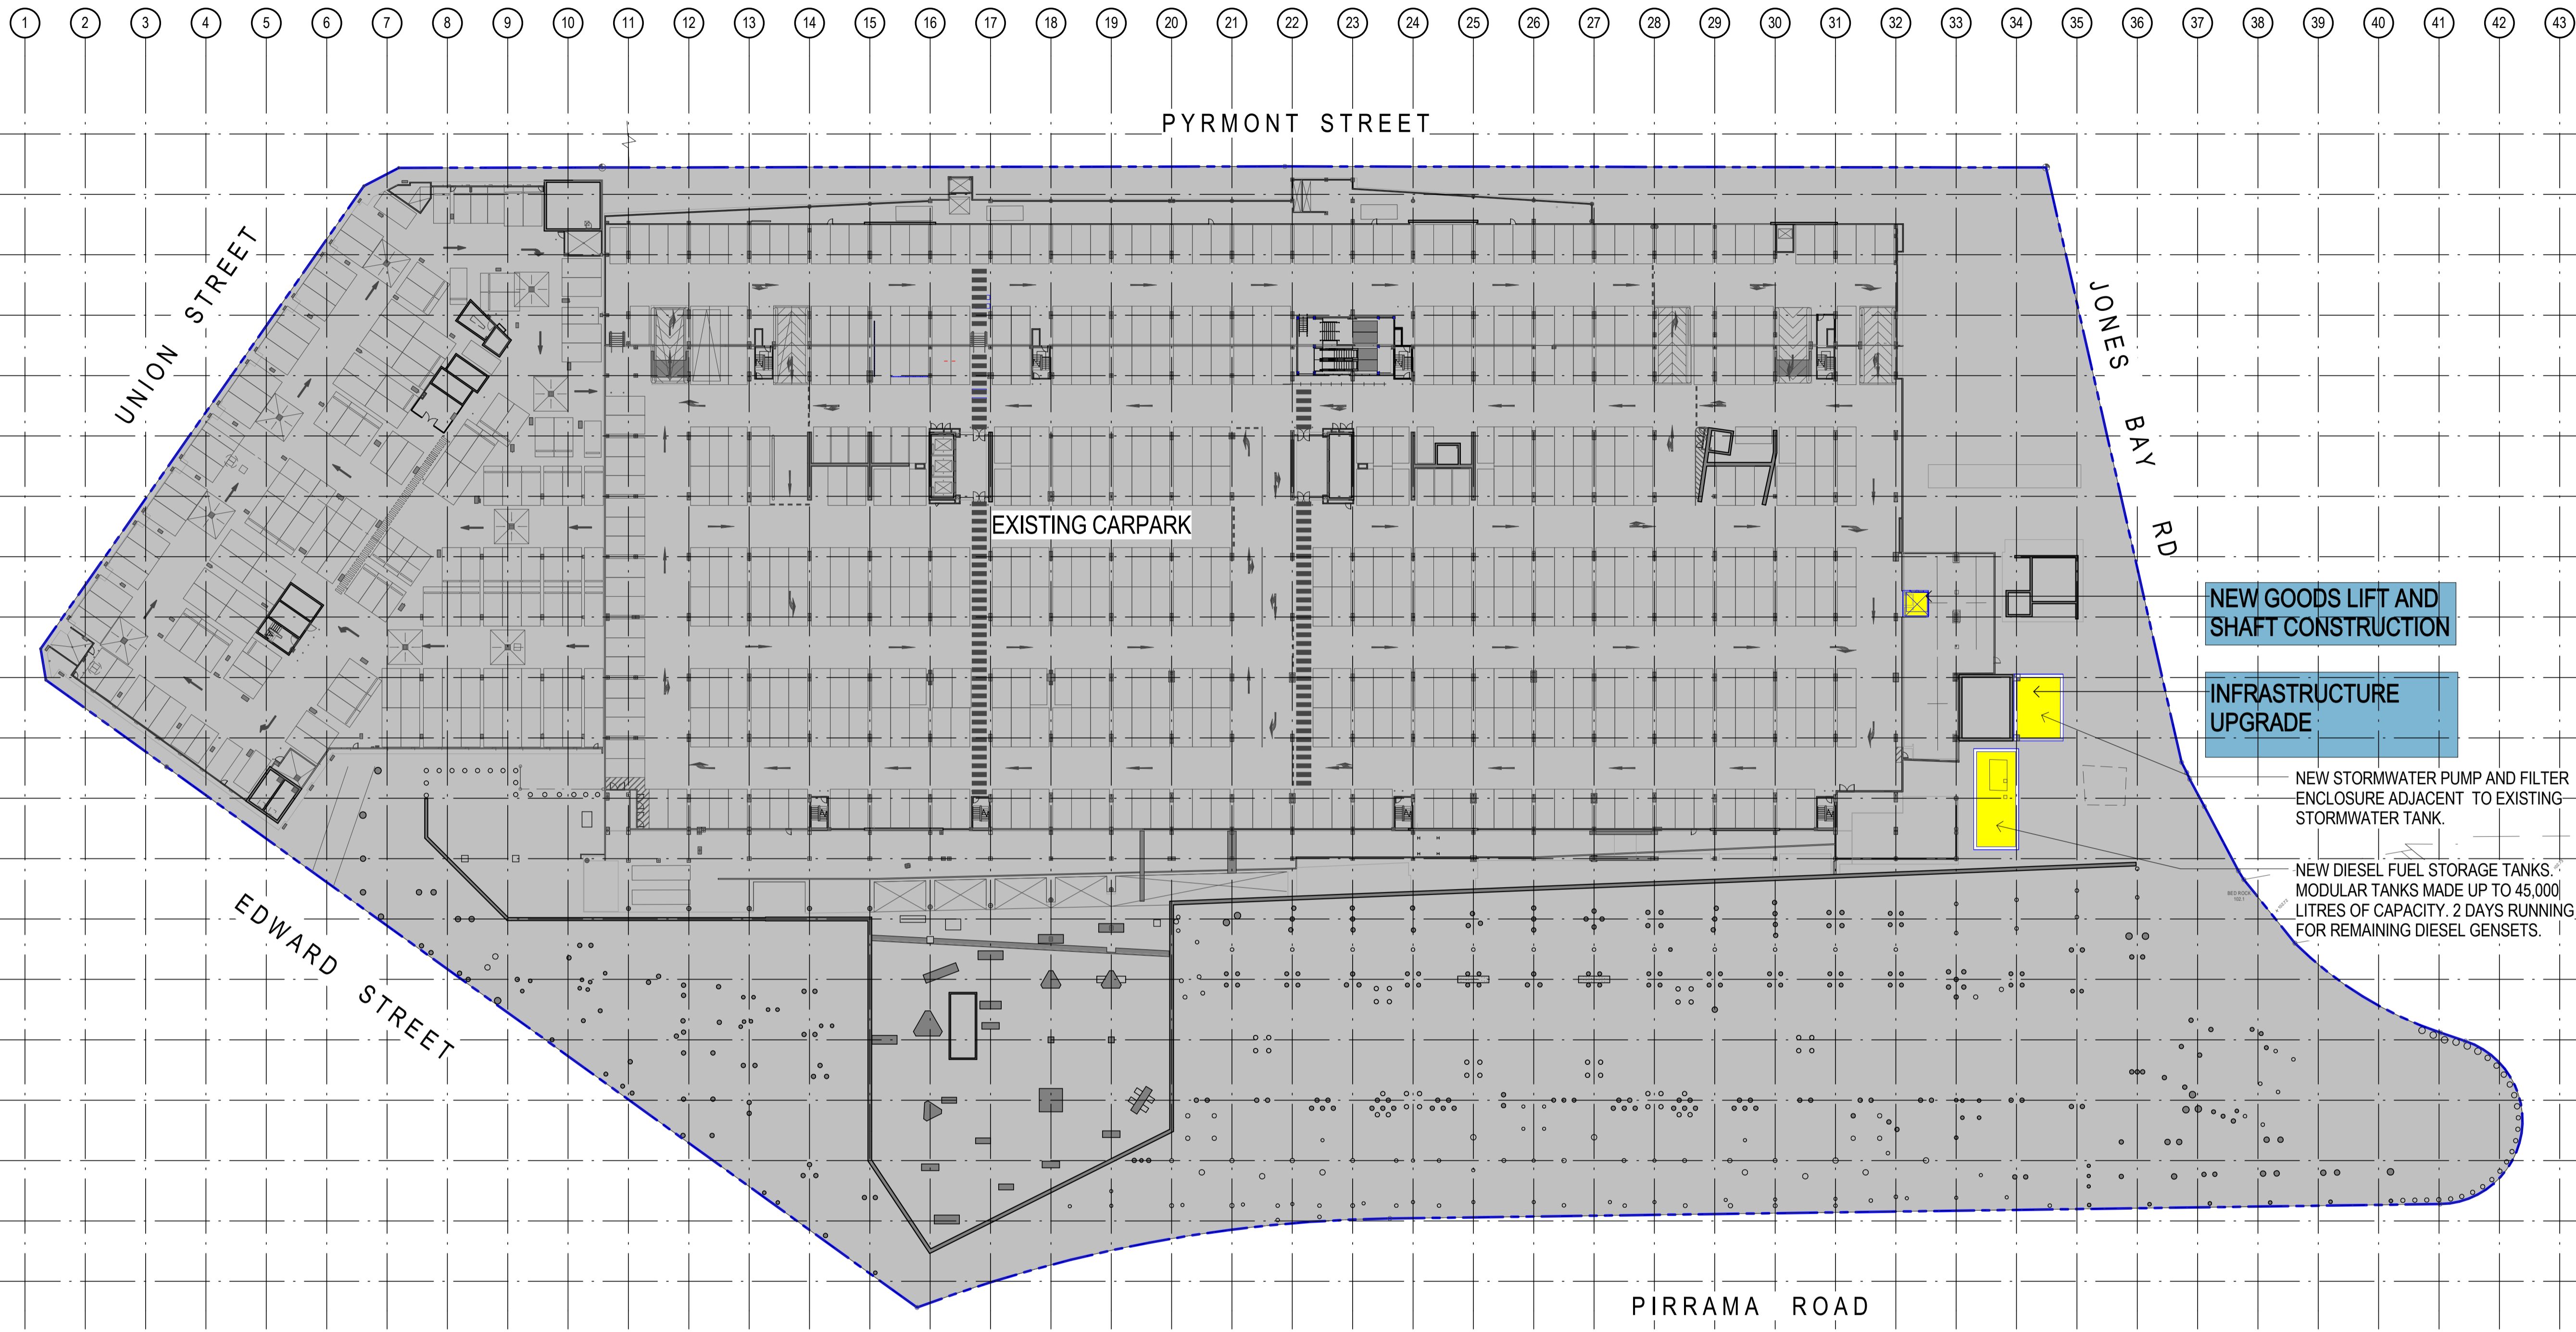 1 2 3 4 5 6 7 8 9 10 11 12 13 14 15 16 17 18 19 20 21 22 23 24 25 26 27 28 29 30 31 32 33 34 35 36 37 38 39 40 41 42 43
PYRMONT STREET
UNION STREET
JONES BAY RD
EXISTING CARPARK
NEW GOODS LIFT AND
SHAFT CONSTRUCTION
INFRASTRUCTURE
UPGRADE
NEW STORMWATER PUMP AND FILTER
ENCLOSURE ADJACENT TO EXISTING
STORMWATER TANK.
NEW DIESEL FUEL STORAGE TANKS.
MODULAR TANKS MADE UP TO 45,000
LITRES OF CAPACITY. 2 DAYS RUNNING
FOR REMAINING DIESEL GENSETS.
BED ROCK
102.1
EDWARD STREET
PIRRAMA ROAD